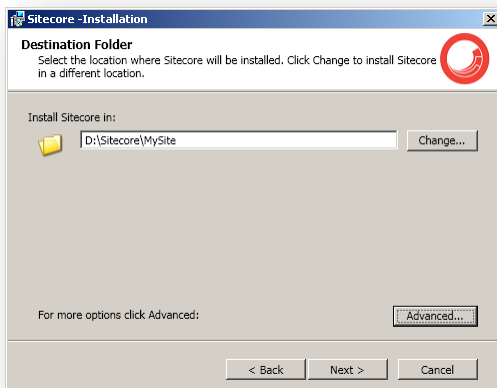 Sitecore -Installation
Destination Folder
Select the location where Sitecore will be installed. Click Change to install Sitecore
in a different location.
Install Sitecore in:
D:\Sitecore\MySite
Change...
For more options click Advanced:
Advanced...
< Back
Next >
Cancel